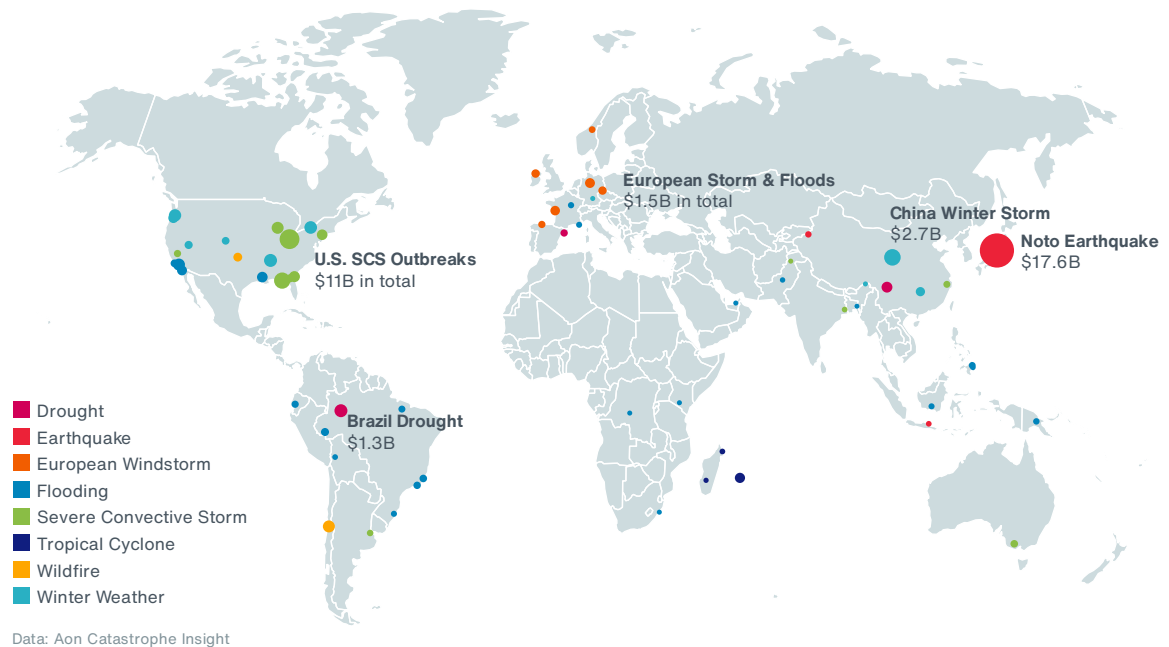 European Storm & Floods
$1.5B in total
China Winter Storm
$2.7B
Noto Earthquake
$17.6B
U.S. SCS Outbreaks
$11B in total
Brazil Drought
$1.3B
Drought
Earthquake
European Windstorm
Flooding
Severe Convective Storm
Tropical Cyclone
Wildfire
Winter Weather
Data: Aon Catastrophe Insight